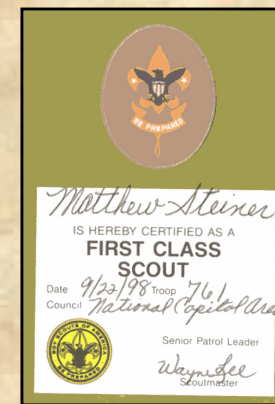 BE PREPARED
Matthew Steiner
IS HEREBY CERTIFIED AS A
FIRST CLASS
SCOUT
Date 9/22/98 Troop 761
Council National Capitol Area
Senior Patrol Leader
Wayne Lee
Scoutmaster
BOY SCOUTS OF AMERICA
BE PREPARED